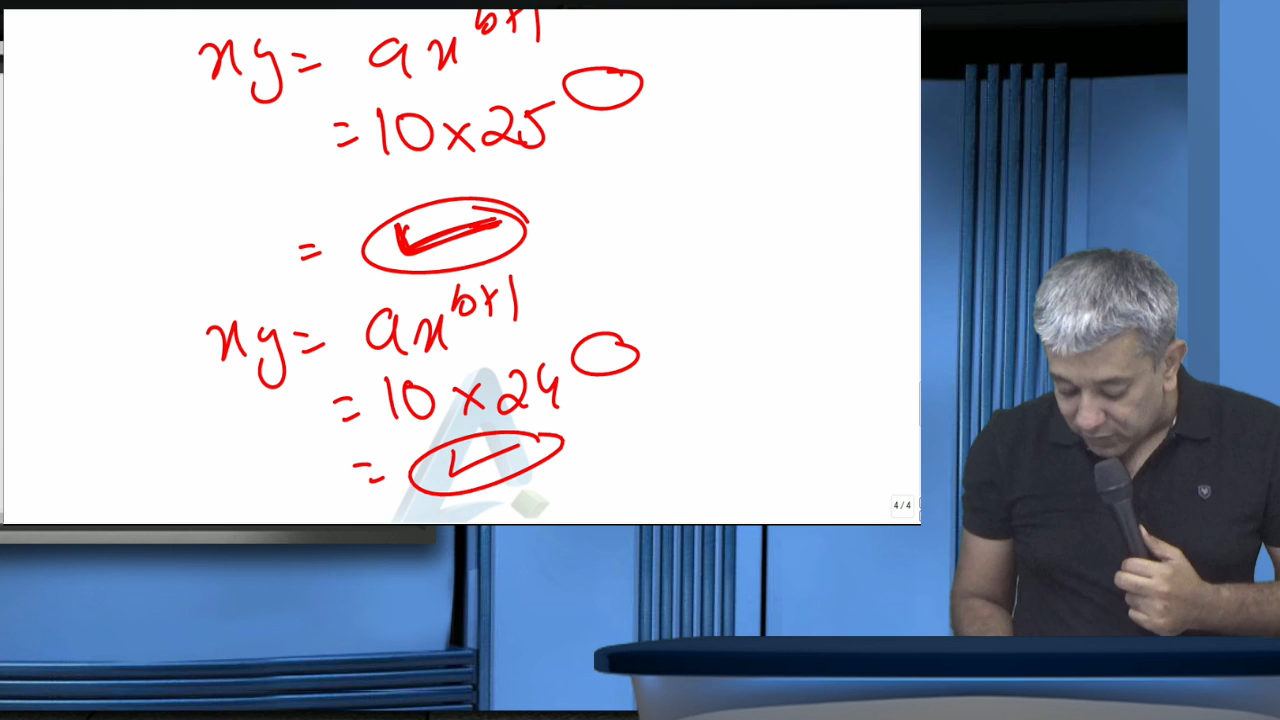 xy = ax^b+1
= 10 × 25
=
xy = ax^b+1
= 10 × 24
=
4 / 4